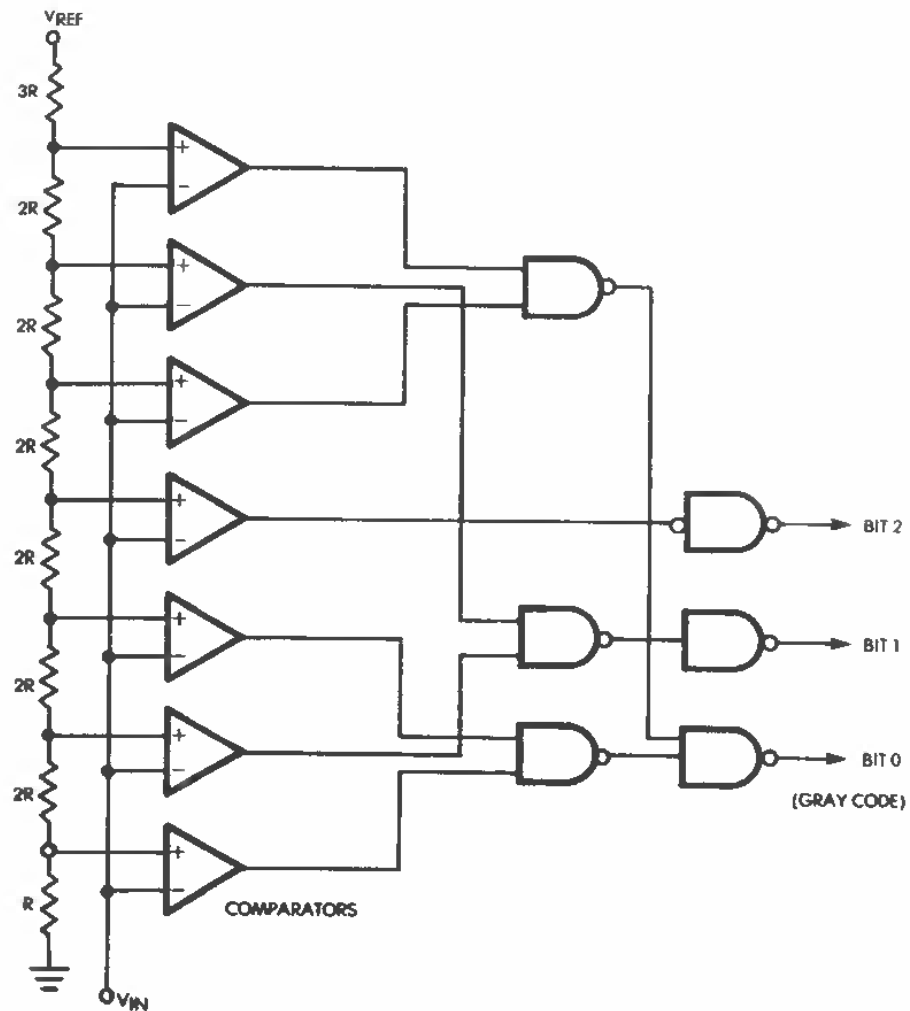 VREF
3R
+
-
2R
+
-
2R
+
-
2R
+
-
BIT 2
2R
+
-
BIT 1
2R
+
-
BIT 0
2R
(GRAY CODE)
+
-
R
COMPARATORS
VIN